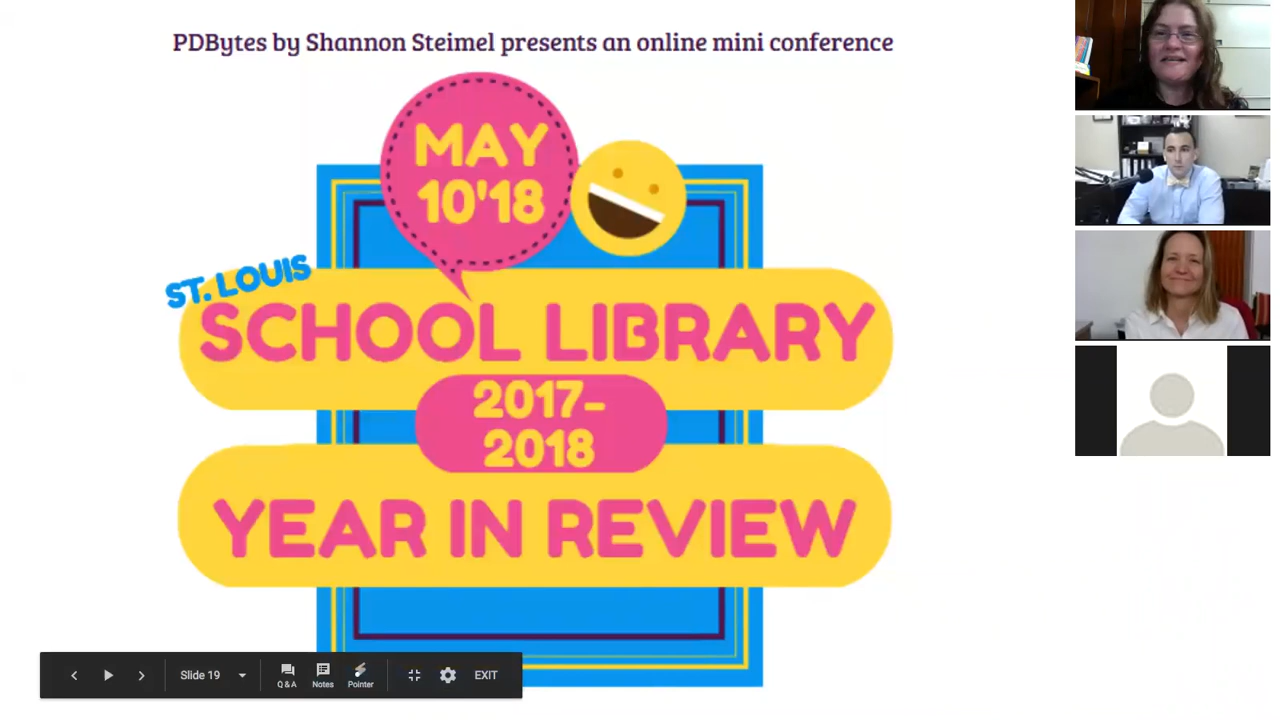 PDBytes by Shannon Steimel presents an online mini conference
MAY
10'18
ST. LOUIS
SCHOOL LIBRARY
2017-
2018
YEAR IN REVIEW
Slide 19
Q & A
Notes
Pointer
EXIT